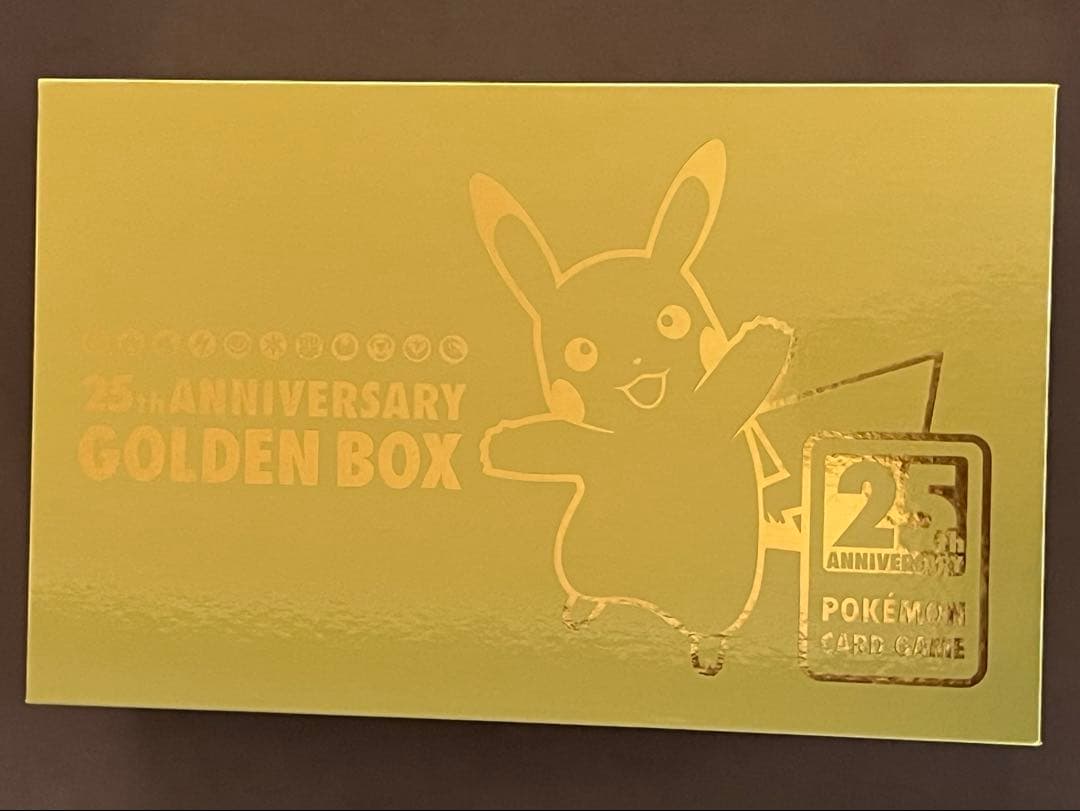 25th ANNIVERSARY
GOLDEN BOX
25th
ANNIVERSARY
POKÉMON
CARD GAME